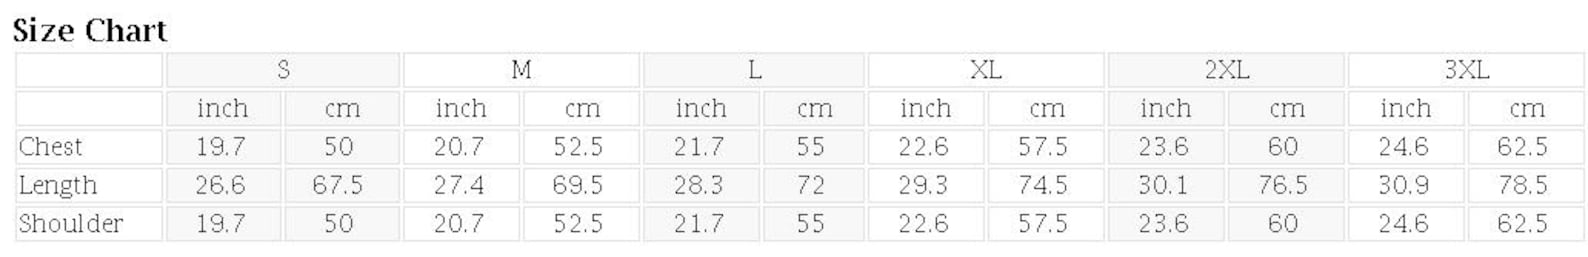 Size Chart
S M L XL 2XL 3XL
inch cm inch cm inch cm inch cm inch cm inch cm
Chest 19.7 50 20.7 52.5 21.7 55 22.6 57.5 23.6 60 24.6 62.5
Length 26.6 67.5 27.4 69.5 28.3 72 29.3 74.5 30.1 76.5 30.9 78.5
Shoulder 19.7 50 20.7 52.5 21.7 55 22.6 57.5 23.6 60 24.6 62.5